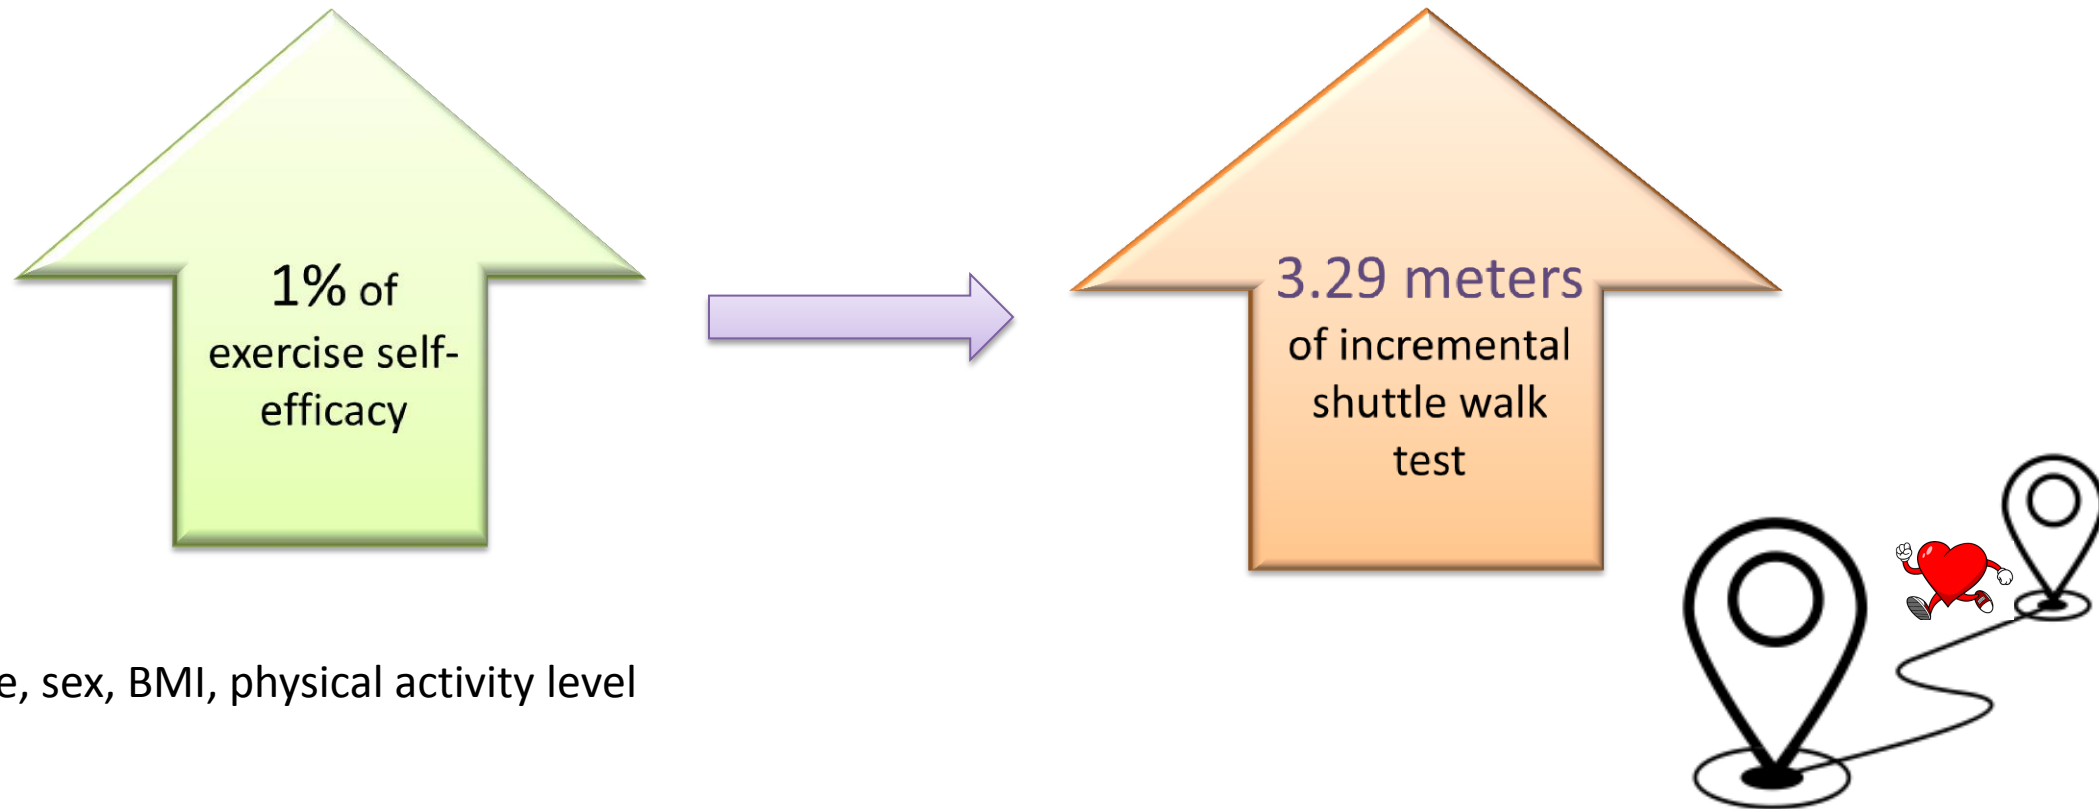 1% of
exercise self-
efficacy
3.29 meters
of incremental
shuttle walk
test
e, sex, BMI, physical activity level